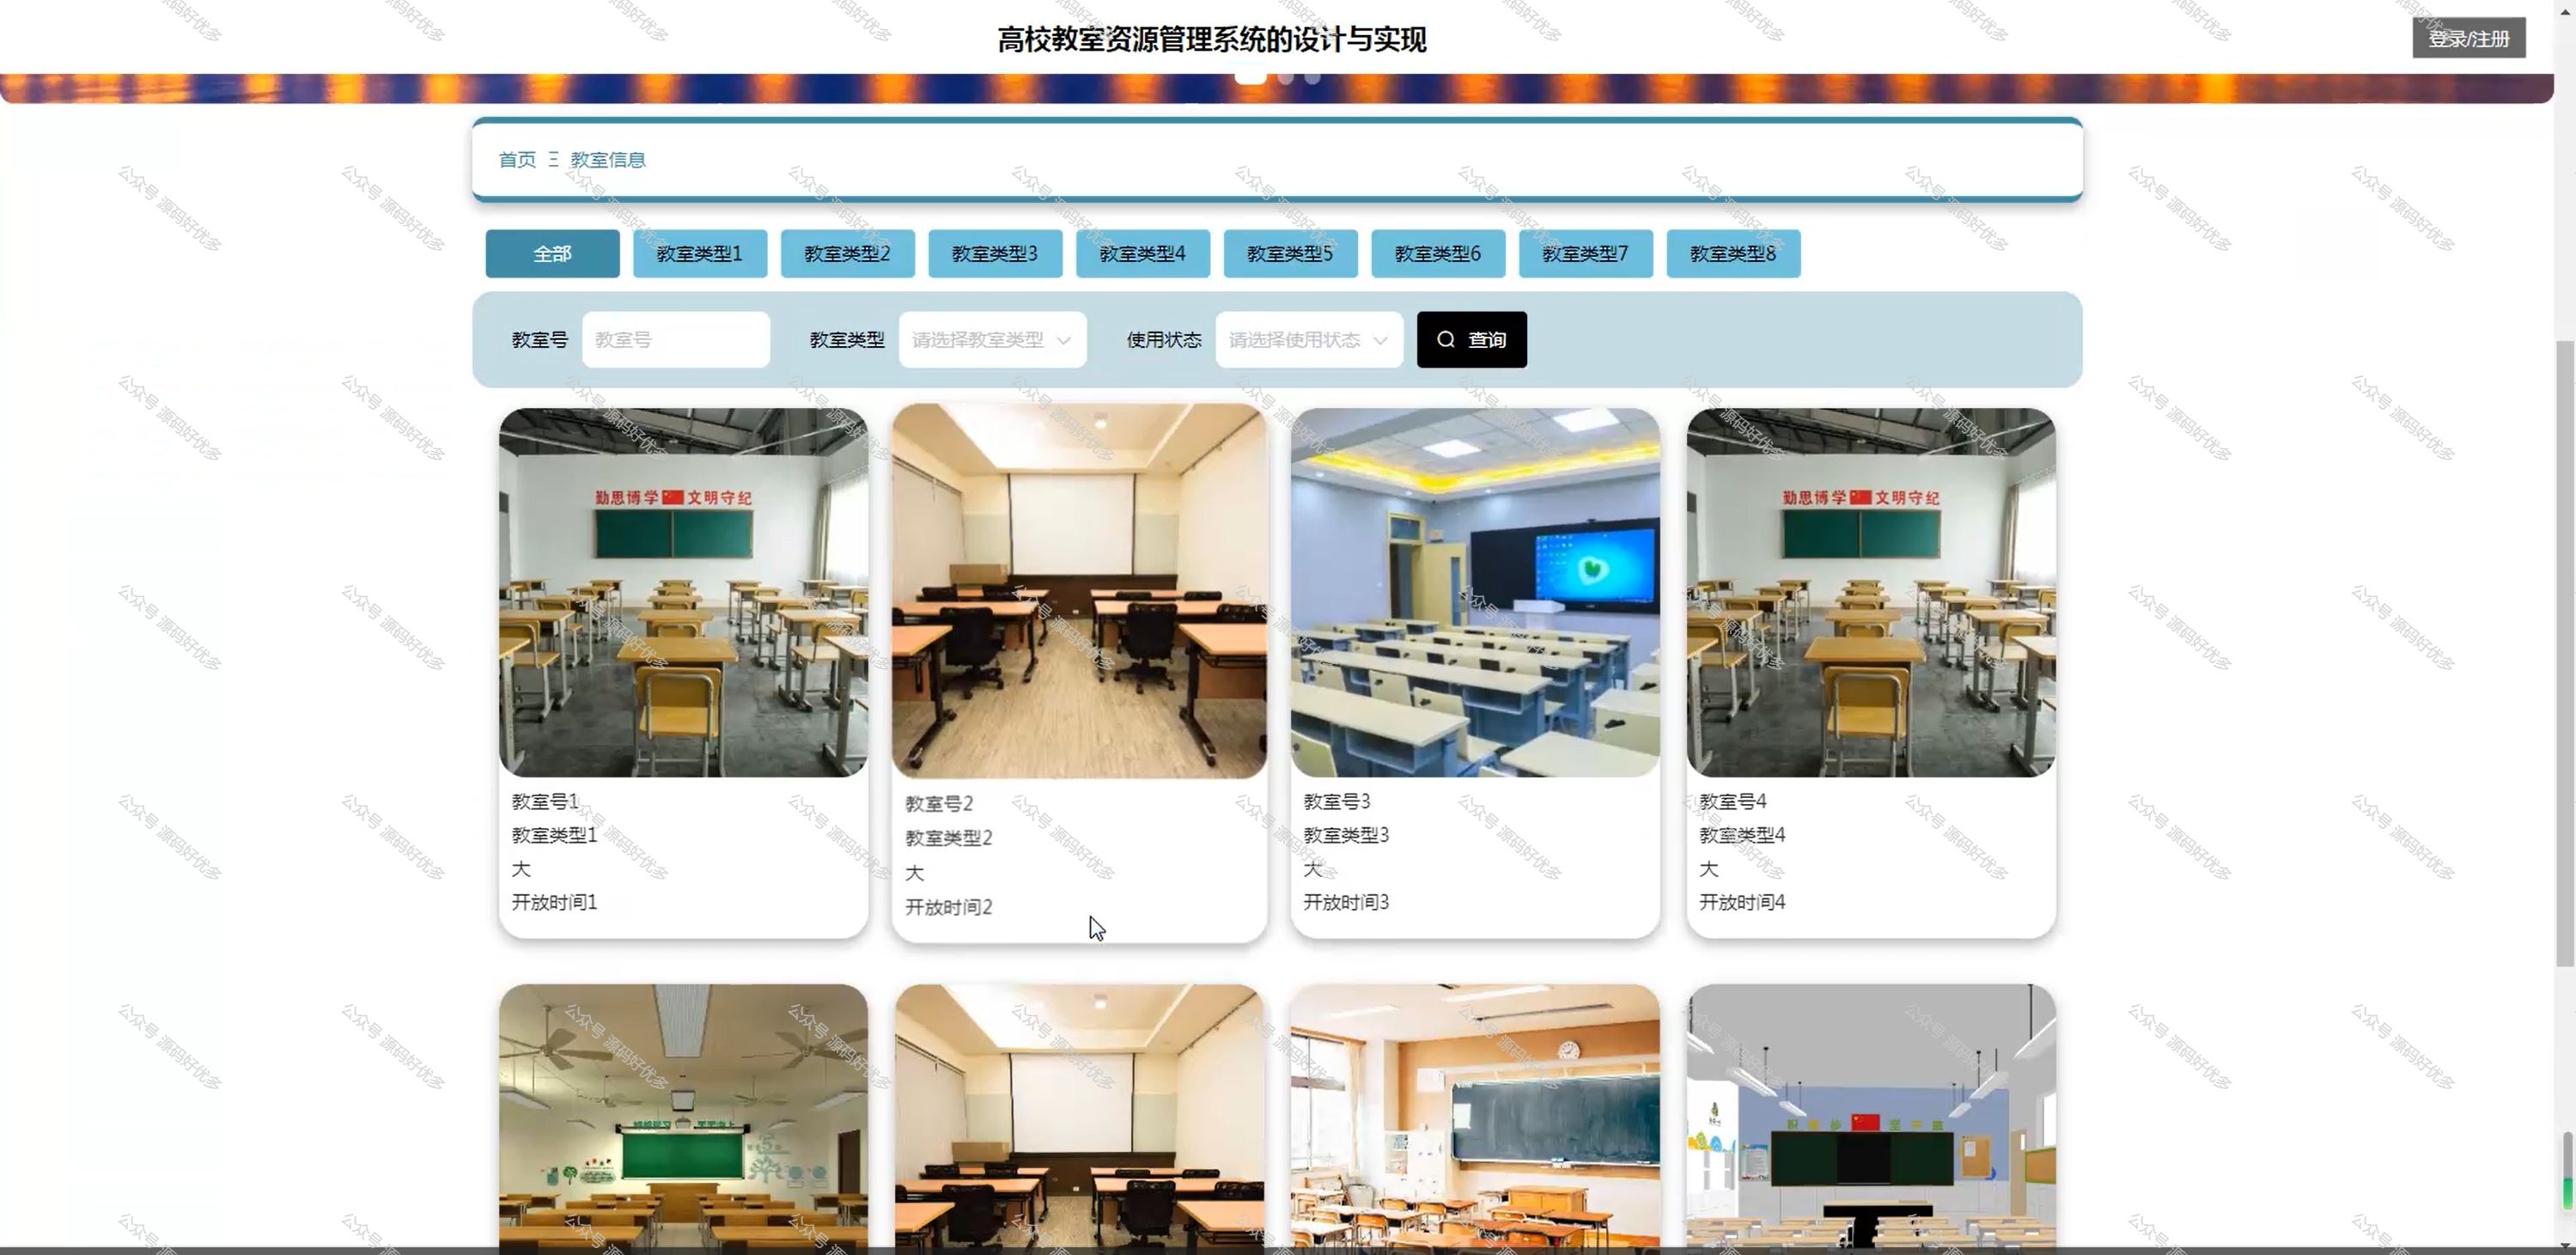 高校教室资源管理系统的设计与实现
登录/注册
首页 Ξ 教室信息
全部 教室类型1 教室类型2 教室类型3 教室类型4 教室类型5 教室类型6 教室类型7 教室类型8
教室号 教室号 教室类型 请选择教室类型 使用状态 请选择使用状态 查询
勤思博学 文明守纪
勤思博学 文明守纪
教室号1
教室类型1
大
开放时间1
教室号2
教室类型2
大
开放时间2
教室号3
教室类型3
大
开放时间3
教室号4
教室类型4
大
开放时间4
公众号 源码好优多